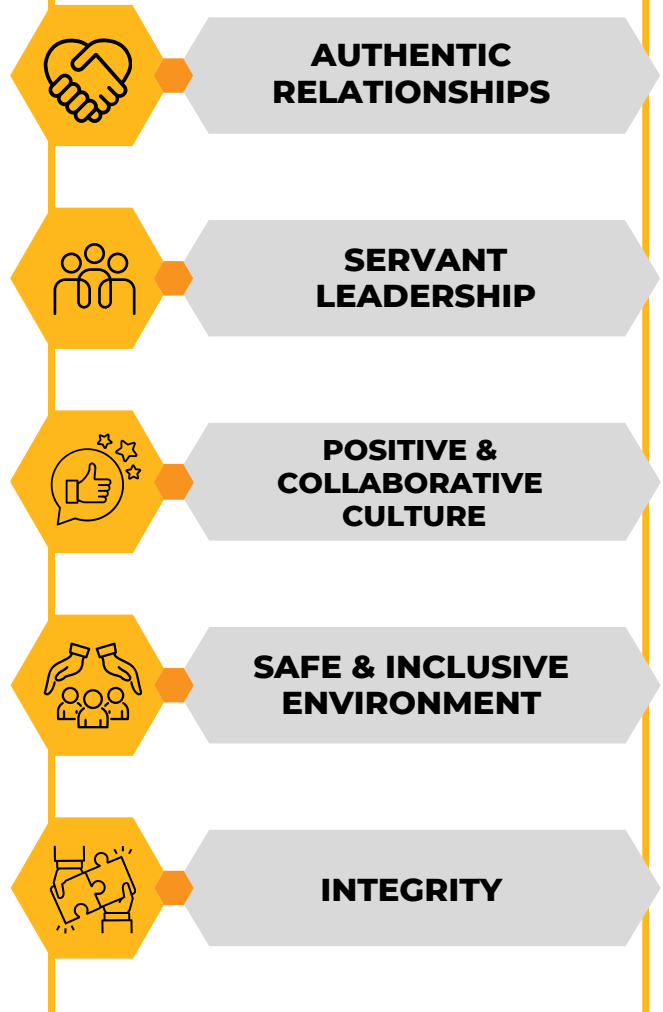 AUTHENTIC
RELATIONSHIPS
SERVANT
LEADERSHIP
POSITIVE &
COLLABORATIVE
CULTURE
SAFE & INCLUSIVE
ENVIRONMENT
INTEGRITY